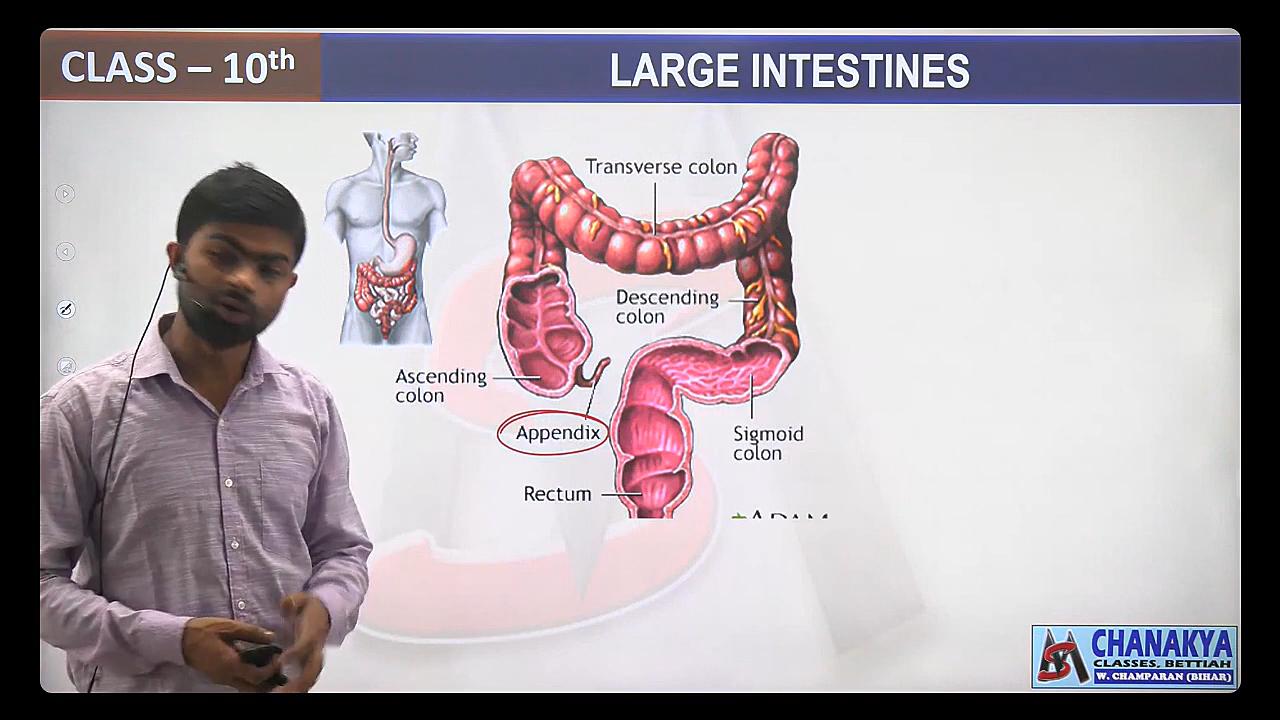 CLASS – 10th
LARGE INTESTINES
Transverse colon
Descending
colon
Ascending
colon
Appendix
Sigmoid
colon
Rectum
CHANAKYA
CLASSES, BETTIAH
W. CHAMPARAN (BIHAR)